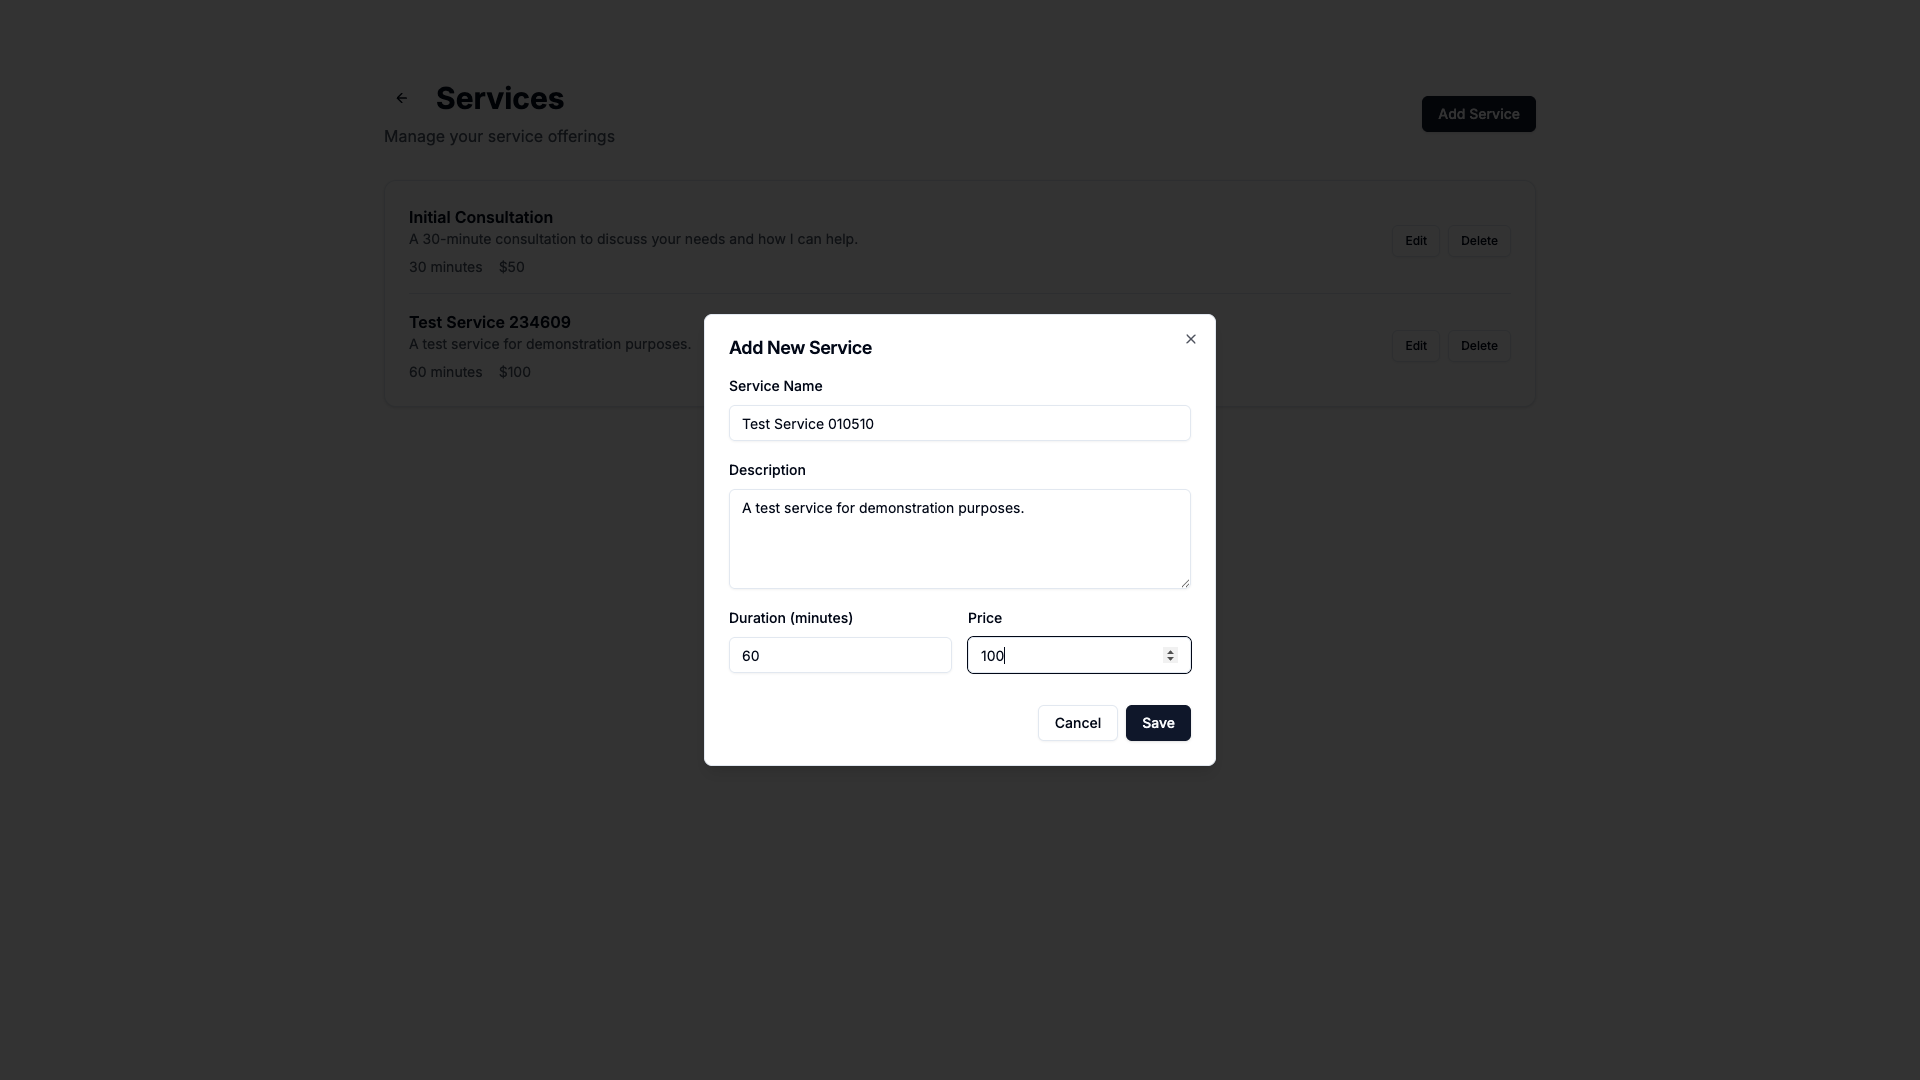 Services
Manage your service offerings
Add Service
Initial Consultation
A 30-minute consultation to discuss your needs and how I can help.
30 minutes $50
Edit Delete
Test Service 234609
A test service for demonstration purposes.
60 minutes $100
Edit Delete
Add New Service
Service Name
Test Service 010510
Description
A test service for demonstration purposes.
Duration (minutes) Price
60 100
Cancel Save